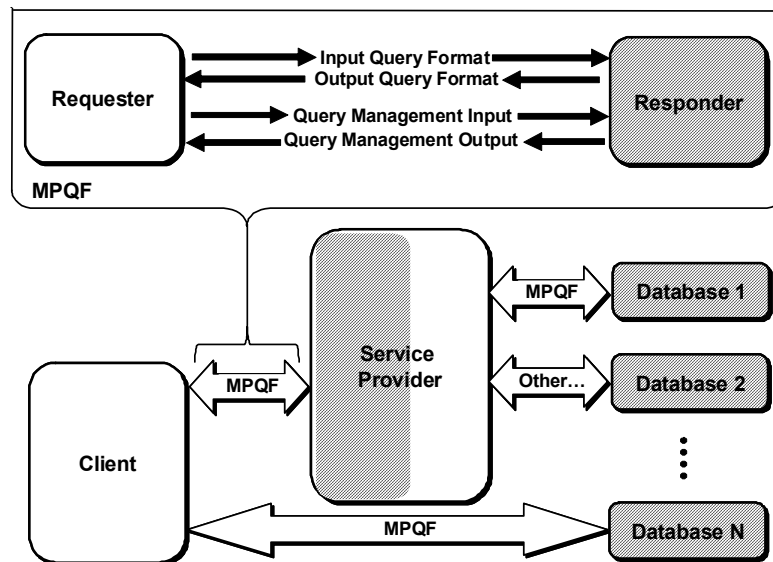 Input Query Format
Output Query Format
Requester
Responder
Query Management Input
Query Management Output
MPQF
MPQF
Database 1
Service
Provider
MPQF
Other...
Database 2
Client
MPQF
Database N